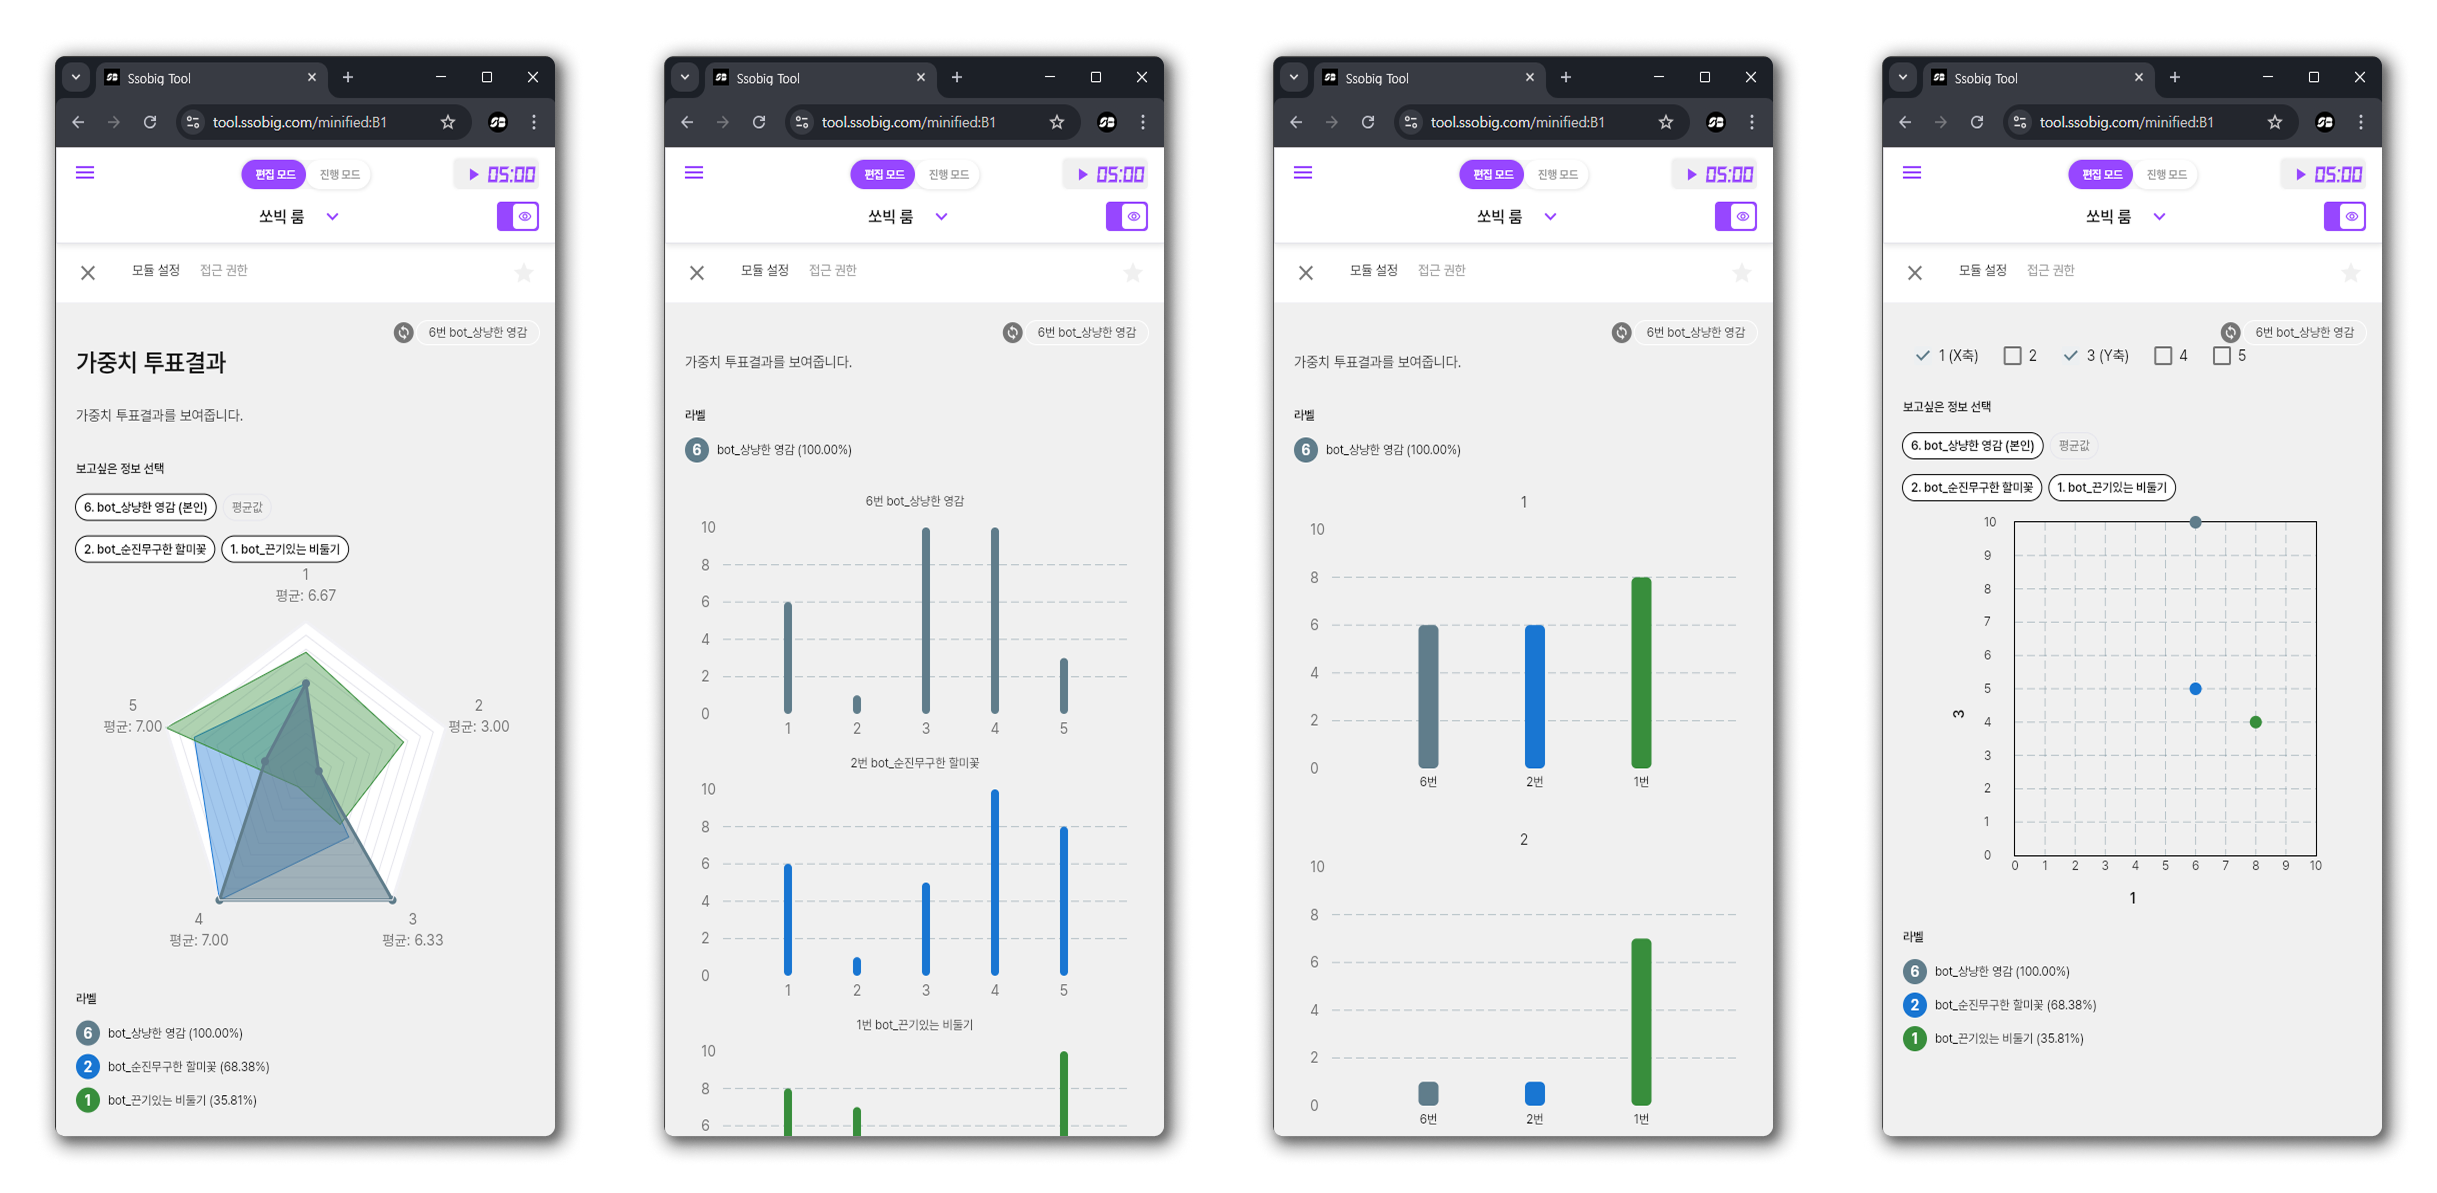 Ssobig Tool
tool.ssobig.com/minified:B1
편집 모드 진행 모드
05:00
쏘빅 룸
모듈 설정 접근 권한
6번 bot_상냥한 영감
가중치 투표결과
가중치 투표결과를 보여줍니다.
보고싶은 정보 선택
6. bot_상냥한 영감 (본인) 평균값
2. bot_순진무구한 할미꽃 1. bot_끈기있는 비둘기
1
평균: 6.67
5
평균: 7.00
2
평균: 3.00
4
평균: 7.00
3
평균: 6.33
라벨
6 bot_상냥한 영감 (100.00%)
2 bot_순진무구한 할미꽃 (68.38%)
1 bot_끈기있는 비둘기 (35.81%)
Ssobig Tool
tool.ssobig.com/minified:B1
편집 모드 진행 모드
05:00
쏘빅 룸
모듈 설정 접근 권한
6번 bot_상냥한 영감
가중치 투표결과를 보여줍니다.
라벨
6 bot_상냥한 영감 (100.00%)
6번 bot_상냥한 영감
10
8
6
4
2
0
1 2 3 4 5
2번 bot_순진무구한 할미꽃
10
8
6
4
2
0
1 2 3 4 5
1번 bot_끈기있는 비둘기
10
8
6
Ssobig Tool
tool.ssobig.com/minified:B1
편집 모드 진행 모드
05:00
쏘빅 룸
모듈 설정 접근 권한
6번 bot_상냥한 영감
가중치 투표결과를 보여줍니다.
라벨
6 bot_상냥한 영감 (100.00%)
1
10
8
6
4
2
0
6번 2번 1번
2
10
8
6
4
2
0
6번 2번 1번
Ssobig Tool
tool.ssobig.com/minified:B1
편집 모드 진행 모드
05:00
쏘빅 룸
모듈 설정 접근 권한
6번 bot_상냥한 영감
1 (X축) 2 3 (Y축) 4 5
보고싶은 정보 선택
6. bot_상냥한 영감 (본인) 평균값
2. bot_순진무구한 할미꽃 1. bot_끈기있는 비둘기
10
9
8
7
6
5
4
3
2
1
0
3
0 1 2 3 4 5 6 7 8 9 10
1
라벨
6 bot_상냥한 영감 (100.00%)
2 bot_순진무구한 할미꽃 (68.38%)
1 bot_끈기있는 비둘기 (35.81%)